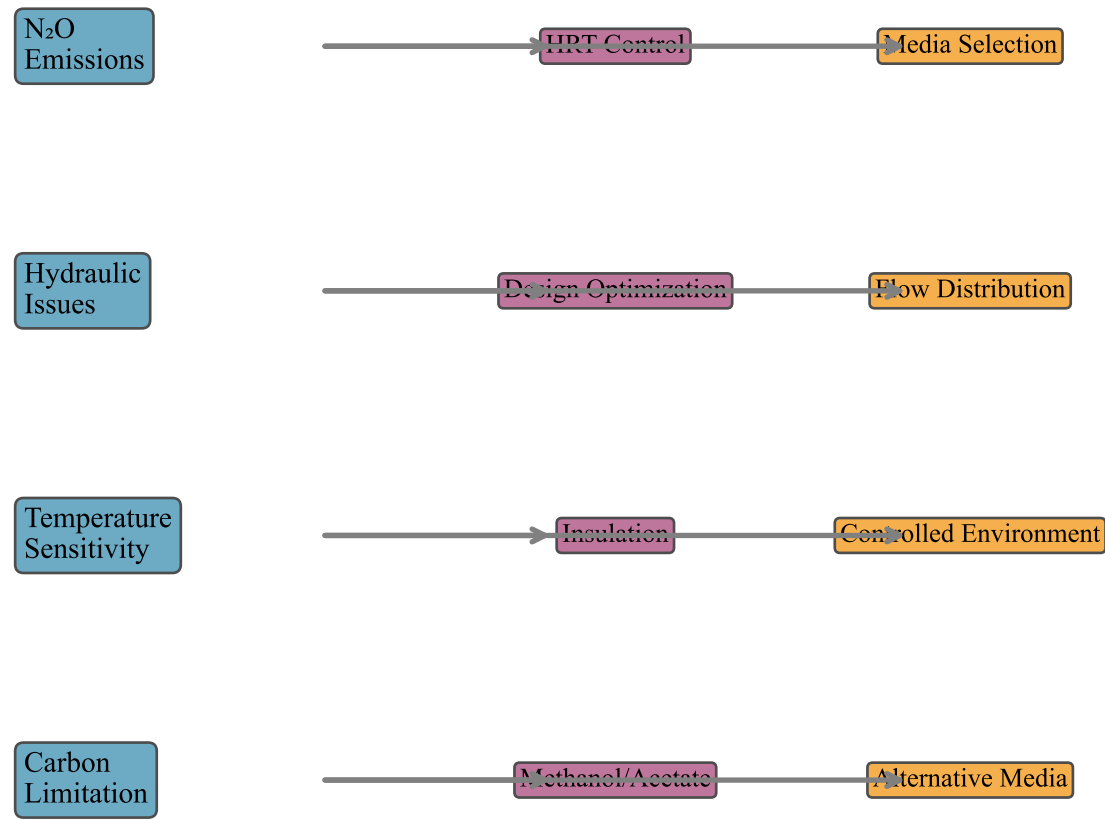 N₂O
Emissions
HRT Control
Media Selection
Hydraulic
Issues
Design Optimization
Flow Distribution
Temperature
Sensitivity
Insulation
Controlled Environment
Carbon
Limitation
Methanol/Acetate
Alternative Media